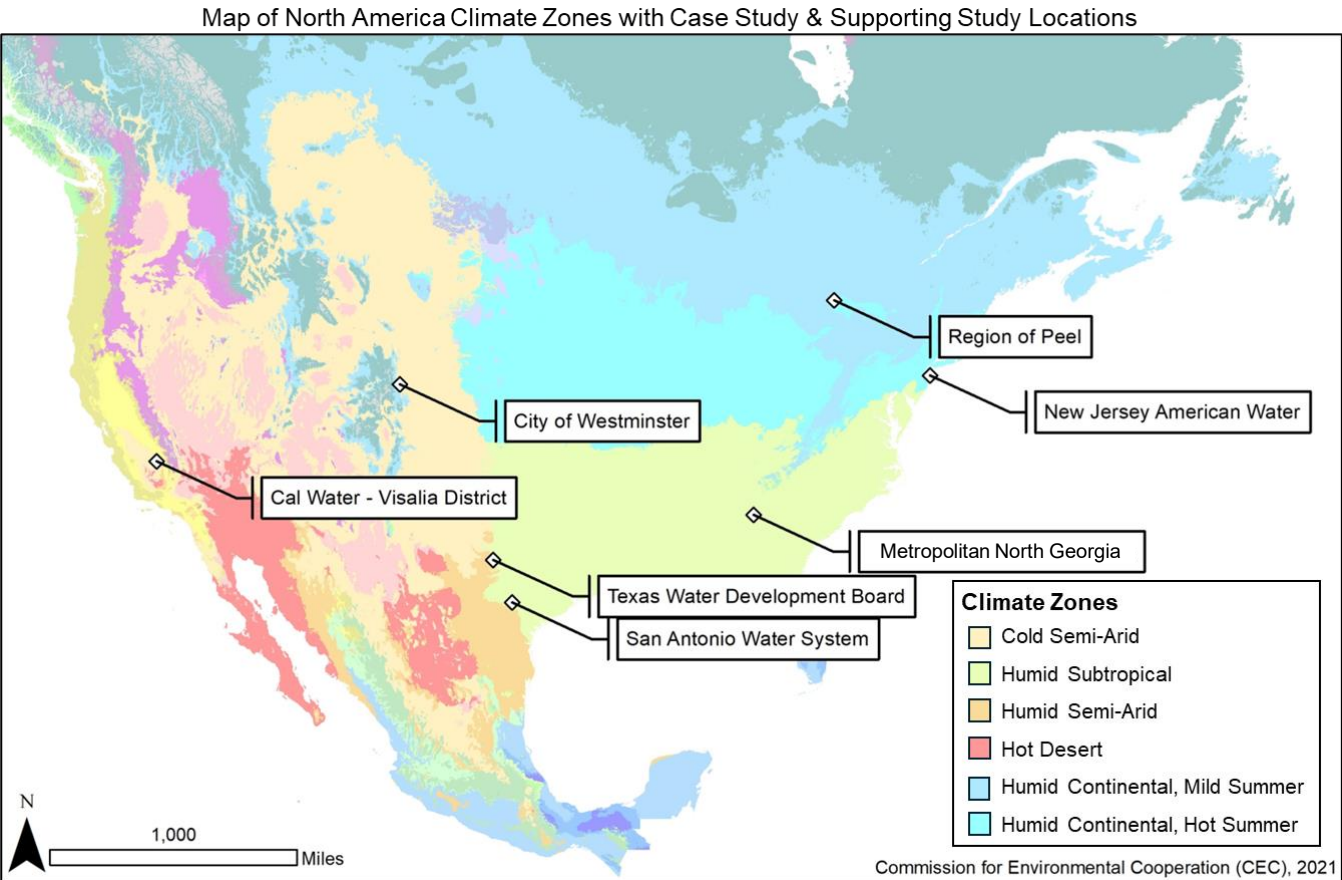 Map of North America Climate Zones with Case Study & Supporting Study Locations
Region of Peel
New Jersey American Water
City of Westminster
Cal Water - Visalia District
Metropolitan North Georgia
Texas Water Development Board
San Antonio Water System
Climate Zones
Cold Semi-Arid
Humid Subtropical
Humid Semi-Arid
Hot Desert
Humid Continental, Mild Summer
Humid Continental, Hot Summer
N
1,000
Miles
Commission for Environmental Cooperation (CEC), 2021